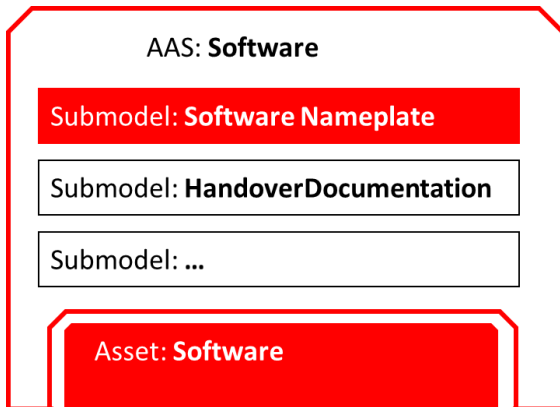 AAS: Software
Submodel: Software Nameplate
Submodel: HandoverDocumentation
Submodel: ...
Asset: Software